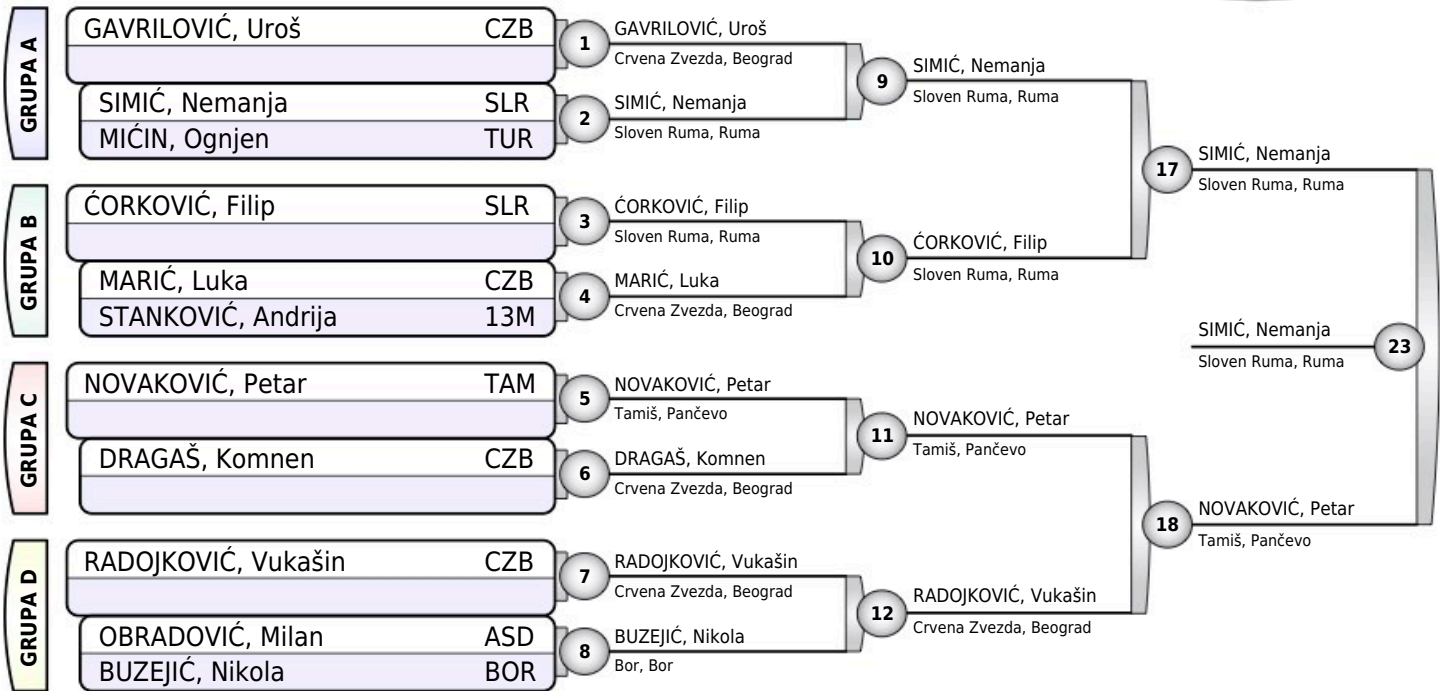 GRUPA A
GAVRILOVIĆ, Uroš CZB
SIMIĆ, Nemanja SLR
MIĆIN, Ognjen TUR
GRUPA B
ĆORKOVIĆ, Filip SLR
MARIĆ, Luka CZB
STANKOVIĆ, Andrija 13M
GRUPA C
NOVAKOVIĆ, Petar TAM
DRAGAŠ, Komnen CZB
GRUPA D
RADOJKOVIĆ, Vukašin CZB
OBRADOVIĆ, Milan ASD
BUZEJIĆ, Nikola BOR
1
GAVRILOVIĆ, Uroš
Crvena Zvezda, Beograd
2
SIMIĆ, Nemanja
Sloven Ruma, Ruma
3
ĆORKOVIĆ, Filip
Sloven Ruma, Ruma
4
MARIĆ, Luka
Crvena Zvezda, Beograd
5
NOVAKOVIĆ, Petar
Tamiš, Pančevo
6
DRAGAŠ, Komnen
Crvena Zvezda, Beograd
7
RADOJKOVIĆ, Vukašin
Crvena Zvezda, Beograd
8
BUZEJIĆ, Nikola
Bor, Bor
9
SIMIĆ, Nemanja
Sloven Ruma, Ruma
10
ĆORKOVIĆ, Filip
Sloven Ruma, Ruma
11
NOVAKOVIĆ, Petar
Tamiš, Pančevo
12
RADOJKOVIĆ, Vukašin
Crvena Zvezda, Beograd
17
SIMIĆ, Nemanja
Sloven Ruma, Ruma
18
NOVAKOVIĆ, Petar
Tamiš, Pančevo
SIMIĆ, Nemanja
Sloven Ruma, Ruma
23